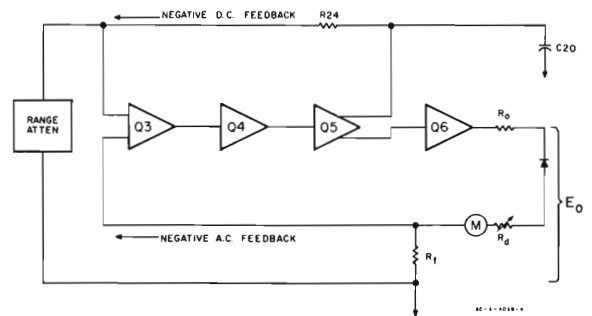 NEGATIVE D.C. FEEDBACK
R24
C20
RANGE
ATTEN
Q3
Q4
Q5
Q6
Ro
Eo
M
Rd
NEGATIVE A.C. FEEDBACK
Rf